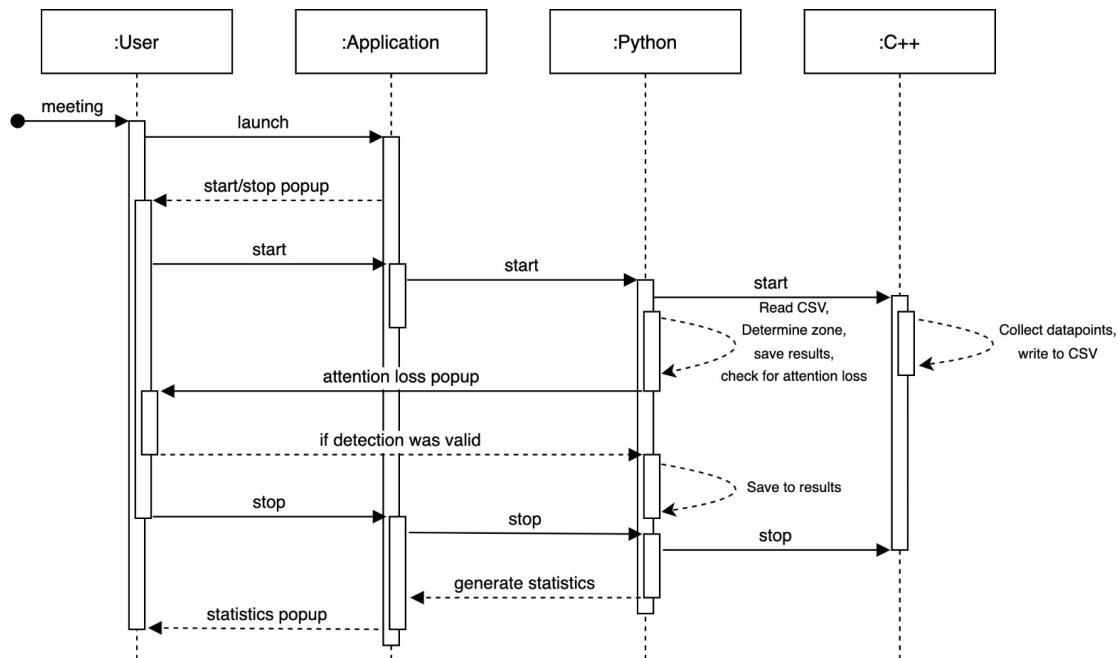 :User
:Application
:Python
:C++
meeting
launch
start/stop popup
start
start
start
Read CSV,
Determine zone,
save results,
check for attention loss
Collect datapoints,
write to CSV
attention loss popup
if detection was valid
Save to results
stop
stop
stop
generate statistics
statistics popup